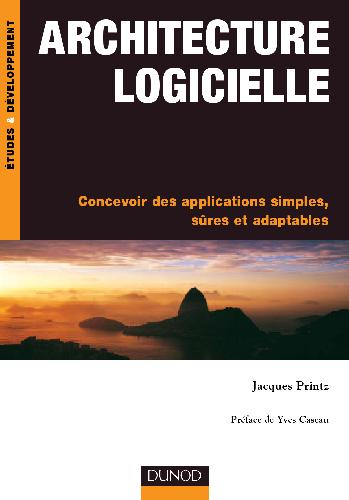 ÉTUDES & DÉVELOPPEMENT
ARCHITECTURE
LOGICIELLE
Concevoir des applications simples,
sûres et adaptables
Jacques Printz
Préface de Yves Caseau
DUNOD